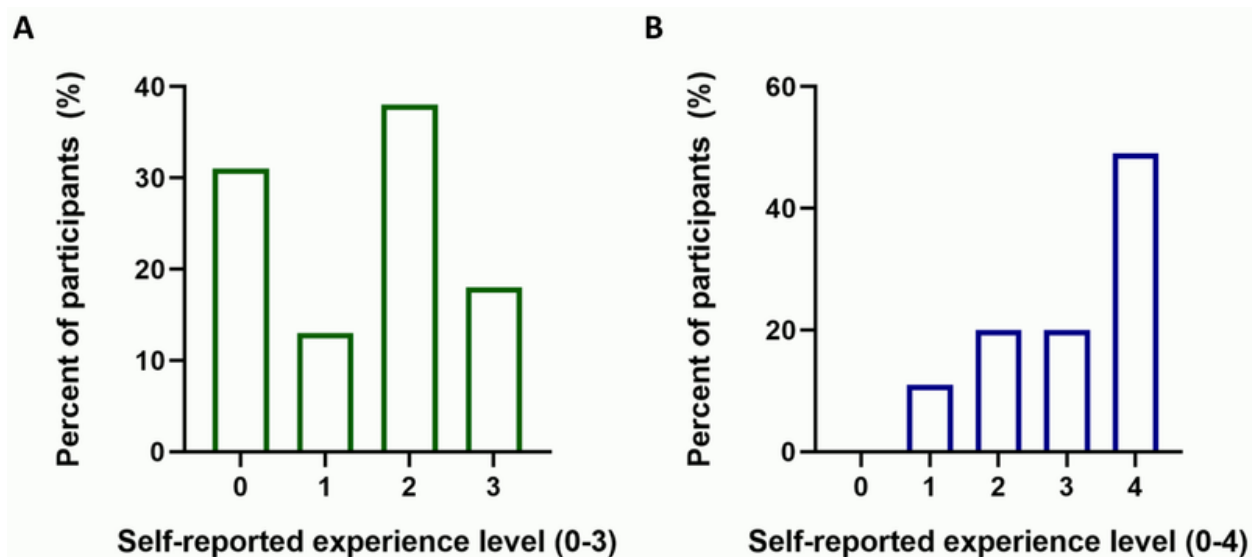 A
Percent of participants (%)
40
30
20
10
0
0 1 2 3
Self-reported experience level (0-3)
B
Percent of participants (%)
60
40
20
0
0 1 2 3 4
Self-reported experience level (0-4)